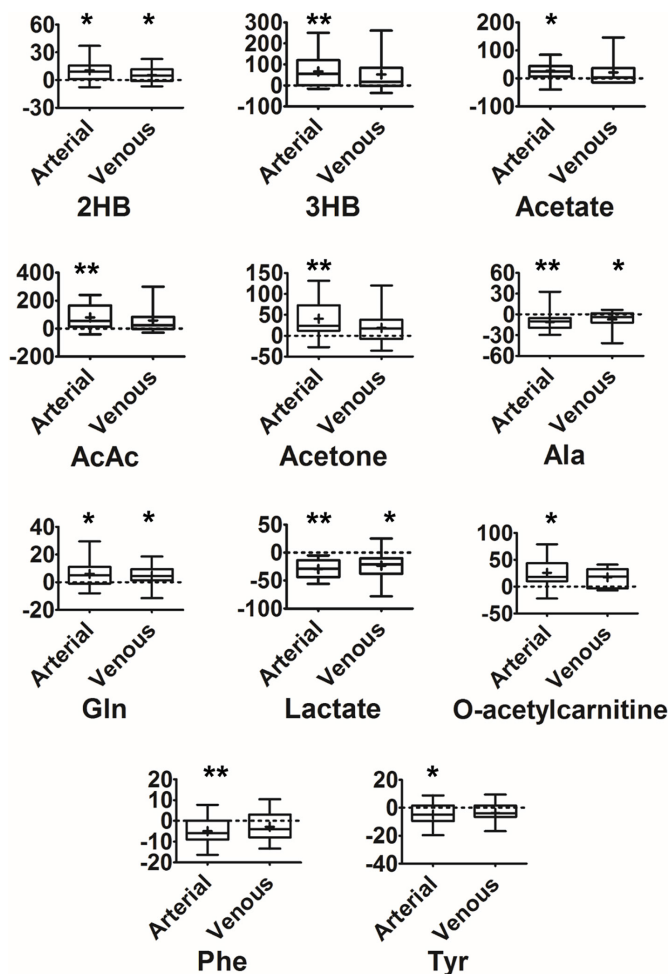 * *
60
30
0
-30
Arterial
Venous
2HB
**
300
200
100
0
-100
Arterial
Venous
3HB
*
200
100
0
-100
Arterial
Venous
Acetate
**
400
200
0
-200
Arterial
Venous
AcAc
**
150
100
50
0
-50
Arterial
Venous
Acetone
** *
30
0
-30
-60
Arterial
Venous
Ala
* *
40
20
0
-20
Arterial
Venous
Gln
** *
50
0
-50
-100
Arterial
Venous
Lactate
*
100
50
0
50
Arterial
Venous
O-acetylcarnitine
**
20
10
0
-10
-20
Arterial
Venous
Phe
*
20
0
-20
-40
Arterial
Venous
Tyr